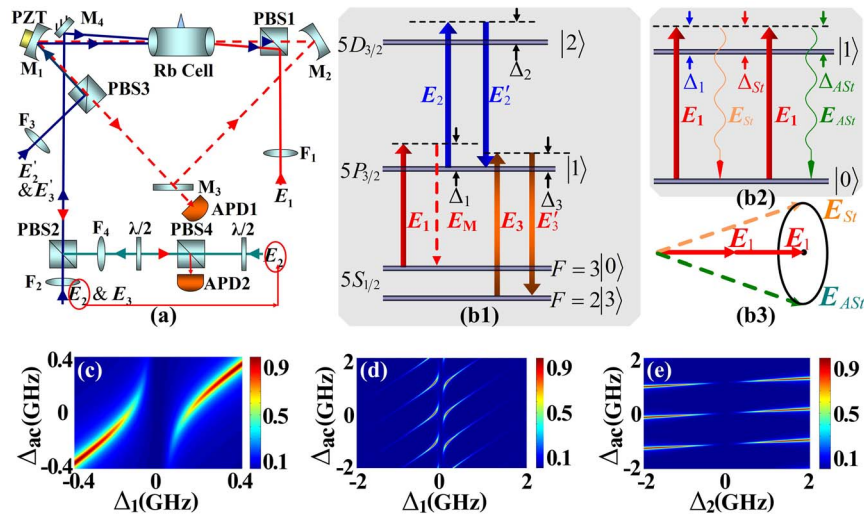 PZT
M4
PBS1
M1
Rb Cell
M2
PBS3
F3
F1
E2'
&E3'
M3
E1
APD1
PBS2
F4
λ/2
PBS4
λ/2
E2
F2
APD2
E2 & E3
(a)
5D3/2
|2⟩
Δ2
E2
E2'
5P3/2
|1⟩
Δ1
Δ3
E1
EM
E3
E3'
5S1/2
F = 3|0⟩
F = 2|3⟩
(b1)
|1⟩
Δ1
ΔSt
ΔASt
E1
ESt
E1
EASt
|0⟩
(b2)
ESt
E1
E1
EASt
(b3)
(c)
0.4
0
-0.4
Δac(GHz)
-0.4
0
0.4
Δ1(GHz)
0.9
0.5
0.1
(d)
2
0
-2
Δac(GHz)
-2
0
2
Δ1(GHz)
0.9
0.5
0.1
(e)
2
0
-2
Δac(GHz)
-2
0
2
Δ2(GHz)
0.9
0.5
0.1